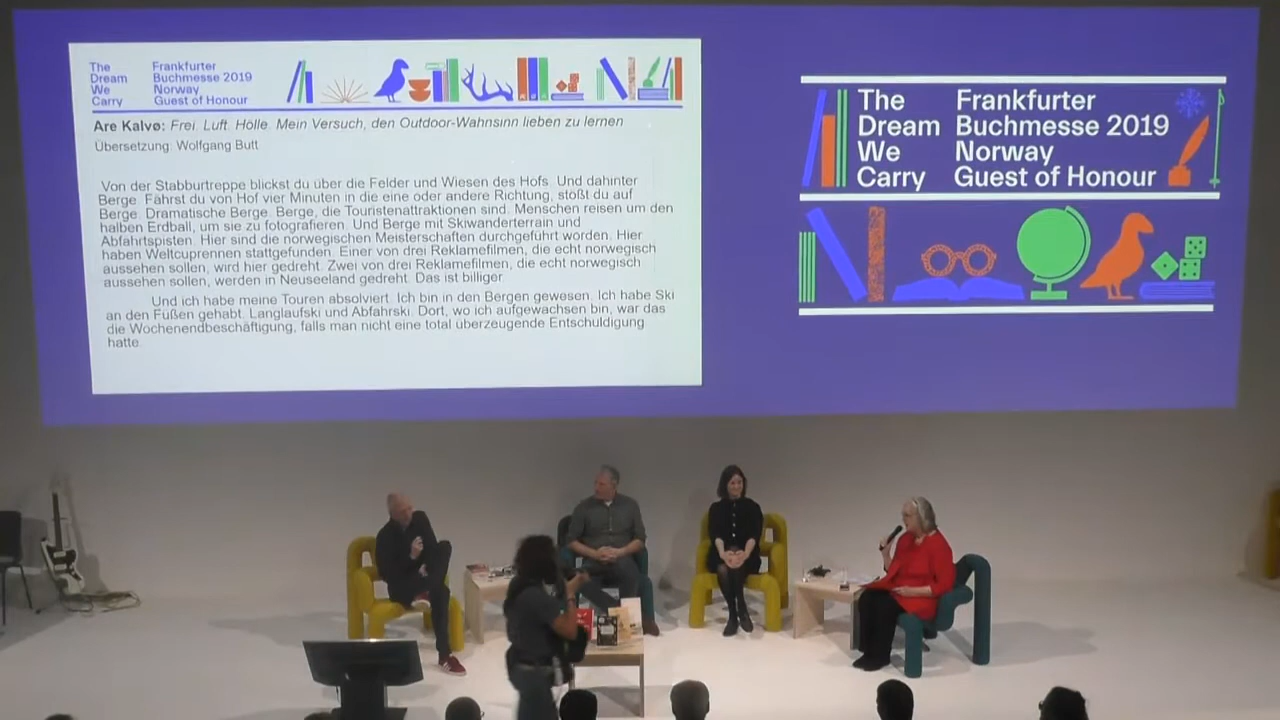 The Dream We Carry
Frankfurter Buchmesse 2019 Norway Guest of Honour
Are Kalvø: Frei. Luft. Hölle. Mein Versuch, den Outdoor-Wahnsinn lieben zu lernen
Übersetzung: Wolfgang Butt
Von der Stabburtreppe blickst du über die Felder und Wiesen des Hofs. Und dahinter
Berge. Fährst du von Hof vier Minuten in die eine oder andere Richtung, stößt du auf
Berge. Dramatische Berge. Berge, die Touristenattraktionen sind. Menschen reisen um den
halben Erdball, um sie zu fotografieren. Und Berge mit Skiwanderterrain und
Abfahrtspisten. Hier sind die norwegischen Meisterschaften durchgeführt worden. Hier
haben Weltcuprennen stattgefunden. Einer von drei Reklamefilmen, die echt norwegisch
aussehen sollen, wird hier gedreht. Zwei von drei Reklamefilmen, die echt norwegisch
aussehen sollen, werden in Neuseeland gedreht. Das ist billiger.
Und ich habe meine Touren absolviert. Ich bin in den Bergen gewesen. Ich habe Ski
an den Füßen gehabt. Langlaufski und Abfahrski. Dort, wo ich aufgewachsen bin, war das
die Wochenendbeschäftigung, falls man nicht eine total überzeugende Entschuldigung
hatte.
The Dream We Carry
Frankfurter Buchmesse 2019 Norway Guest of Honour